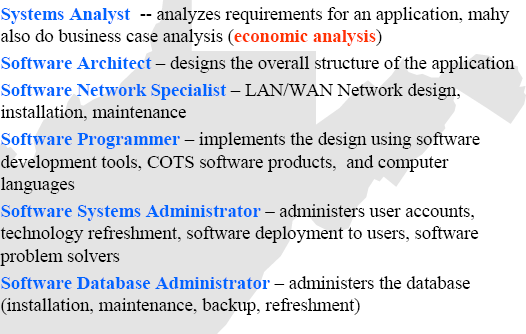 Systems Analyst -- analyzes requirements for an application, mahy
also do business case analysis (economic analysis)
Software Architect – designs the overall structure of the application
Software Network Specialist – LAN/WAN Network design,
installation, maintenance
Software Programmer – implements the design using software
development tools, COTS software products, and computer
languages
Software Systems Administrator – administers user accounts,
technology refreshment, software deployment to users, software
problem solvers
Software Database Administrator – administers the database
(installation, maintenance, backup, refreshment)